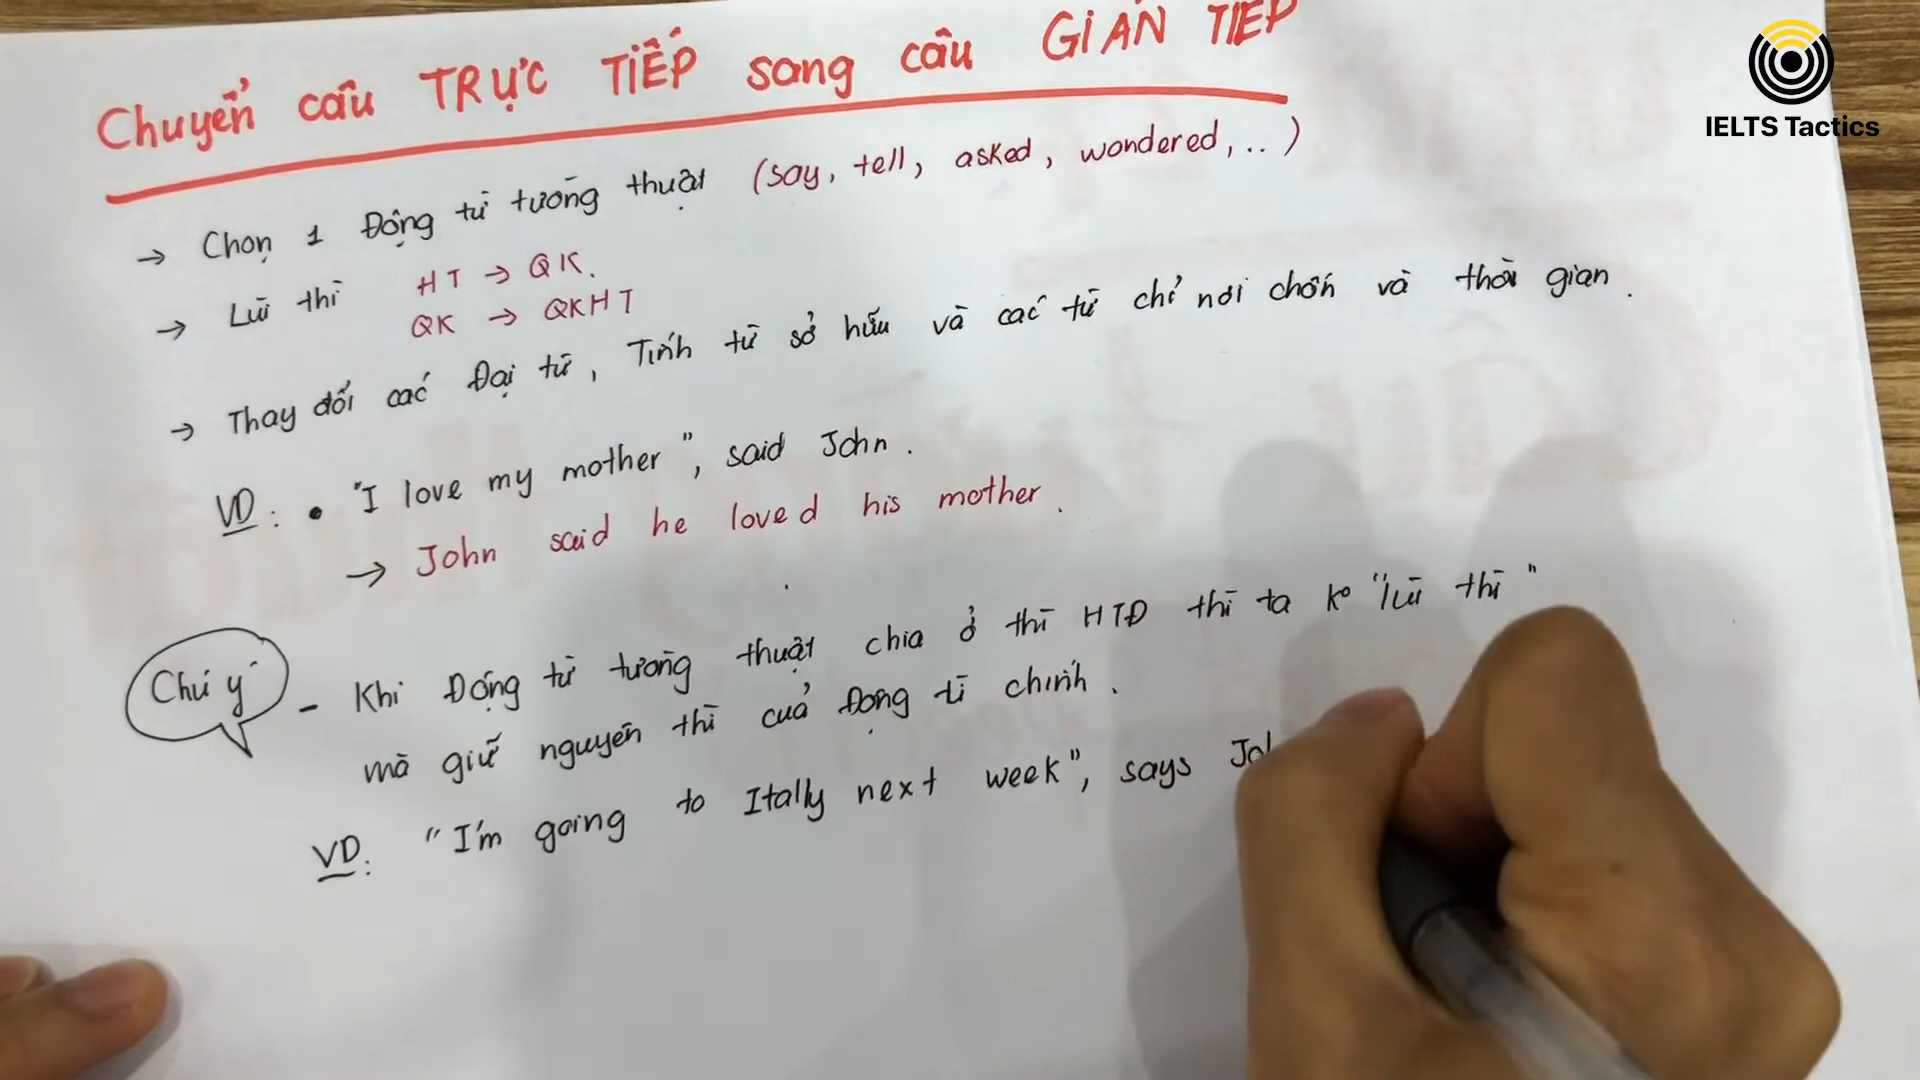 IELTS Tactics
Chuyển câu TRỰC TIẾP sang câu GIÁN TIẾP
→ Chọn 1 Động từ tường thuật (say, tell, asked, wondered,..)
→ Lùi thì HT → QK.
QK → QKHT
→ Thay đổi các Đại từ, Tính từ sở hữu và các từ chỉ nơi chốn và thời gian.
VD: • "I love my mother", said John.
→ John said he loved his mother.
Chú ý - Khi Động từ tường thuật chia ở thì HTĐ thì ta ko "lùi thì"
mà giữ nguyên thì của Động từ chính.
VD: "I'm going to Itally next week", says Joh